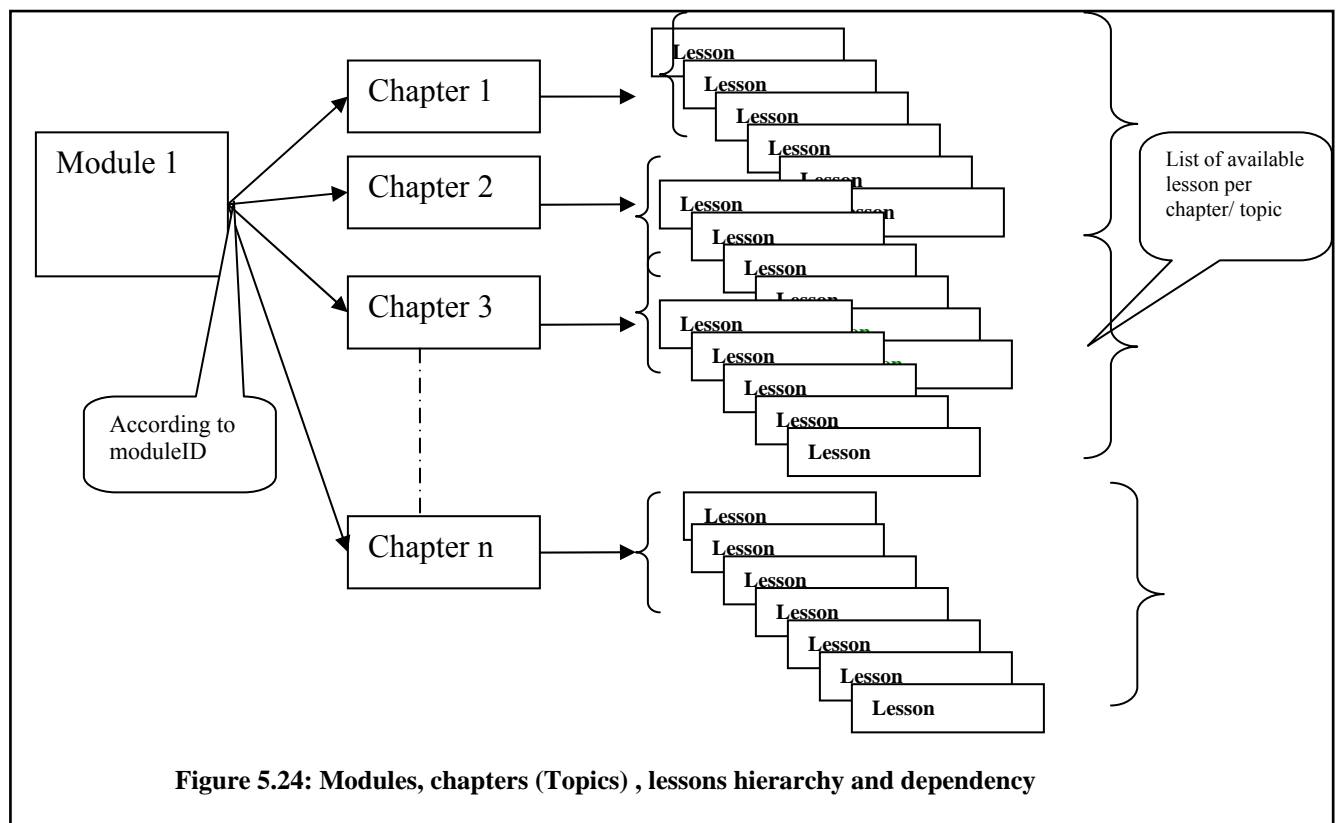 Module 1
According to
moduleID
Chapter 1
Lesson
Lesson
Lesson
Lesson
Lesson
Lesson
Chapter 2
Lesson
Lesson
Lesson
Lesson
Chapter 3
Lesson
Lesson
Lesson
Lesson
Lesson
Chapter n
Lesson
Lesson
Lesson
Lesson
Lesson
Lesson
Lesson
List of available
lesson per
chapter/ topic
Figure 5.24: Modules, chapters (Topics) , lessons hierarchy and dependency